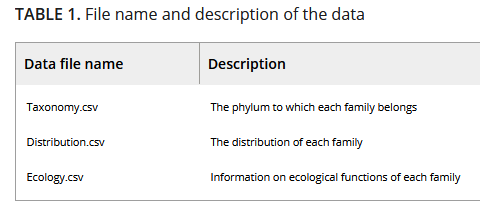 TABLE 1. File name and description of the data
Data file name Description
Taxonomy.csv The phylum to which each family belongs
Distribution.csv The distribution of each family
Ecology.csv Information on ecological functions of each family